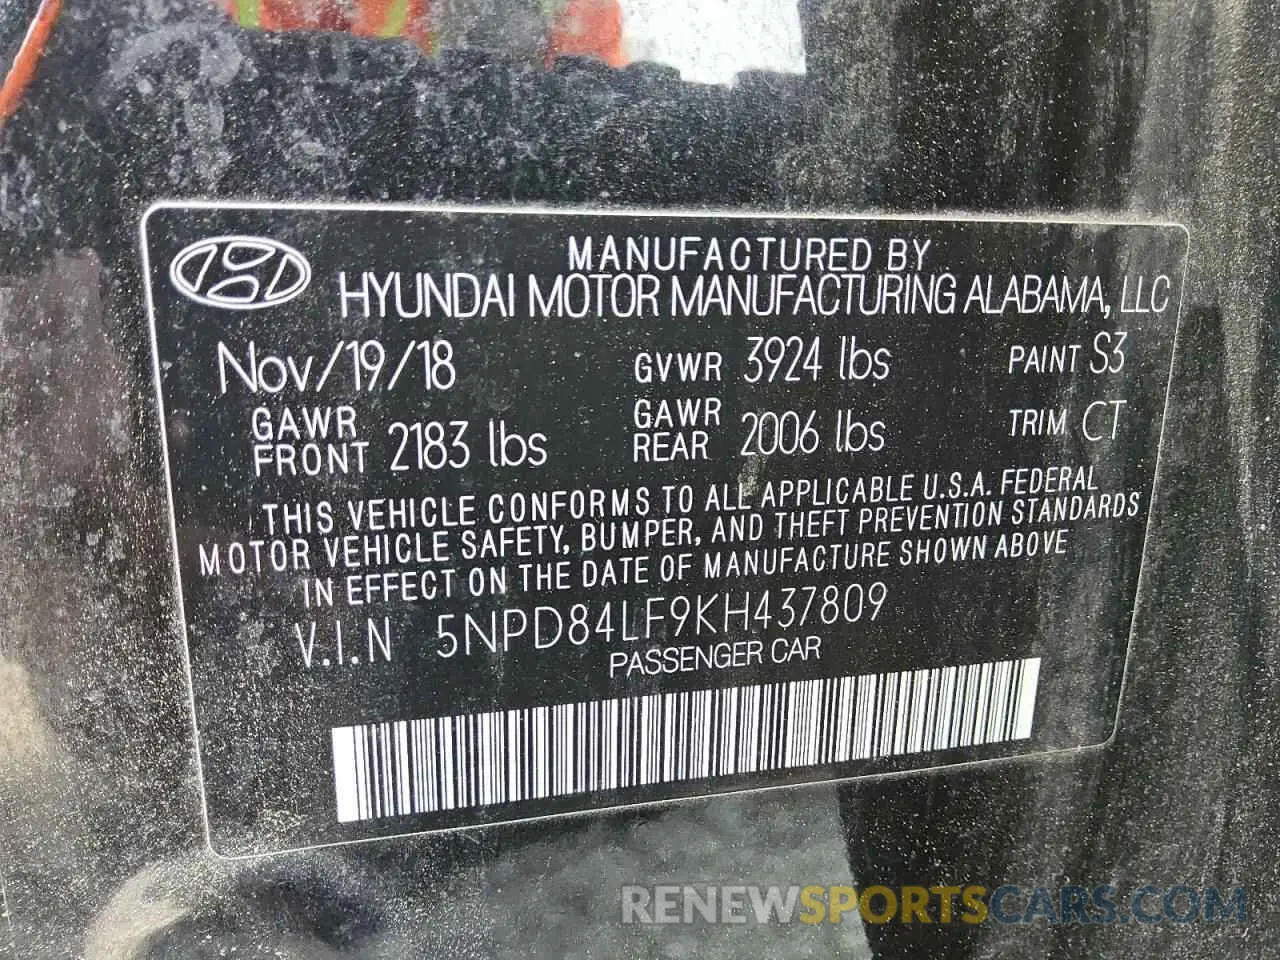 MANUFACTURED BY
HYUNDAI MOTOR MANUFACTURING ALABAMA, LLC
Nov/19/18 GVWR 3924 lbs PAINT S3
GAWR FRONT 2183 lbs GAWR REAR 2006 lbs TRIM CT
THIS VEHICLE CONFORMS TO ALL APPLICABLE U.S.A. FEDERAL
MOTOR VEHICLE SAFETY, BUMPER, AND THEFT PREVENTION STANDARDS
IN EFFECT ON THE DATE OF MANUFACTURE SHOWN ABOVE
V.I.N 5NPD84LF9KH437809
PASSENGER CAR
RENEWSPORTSCARS.COM